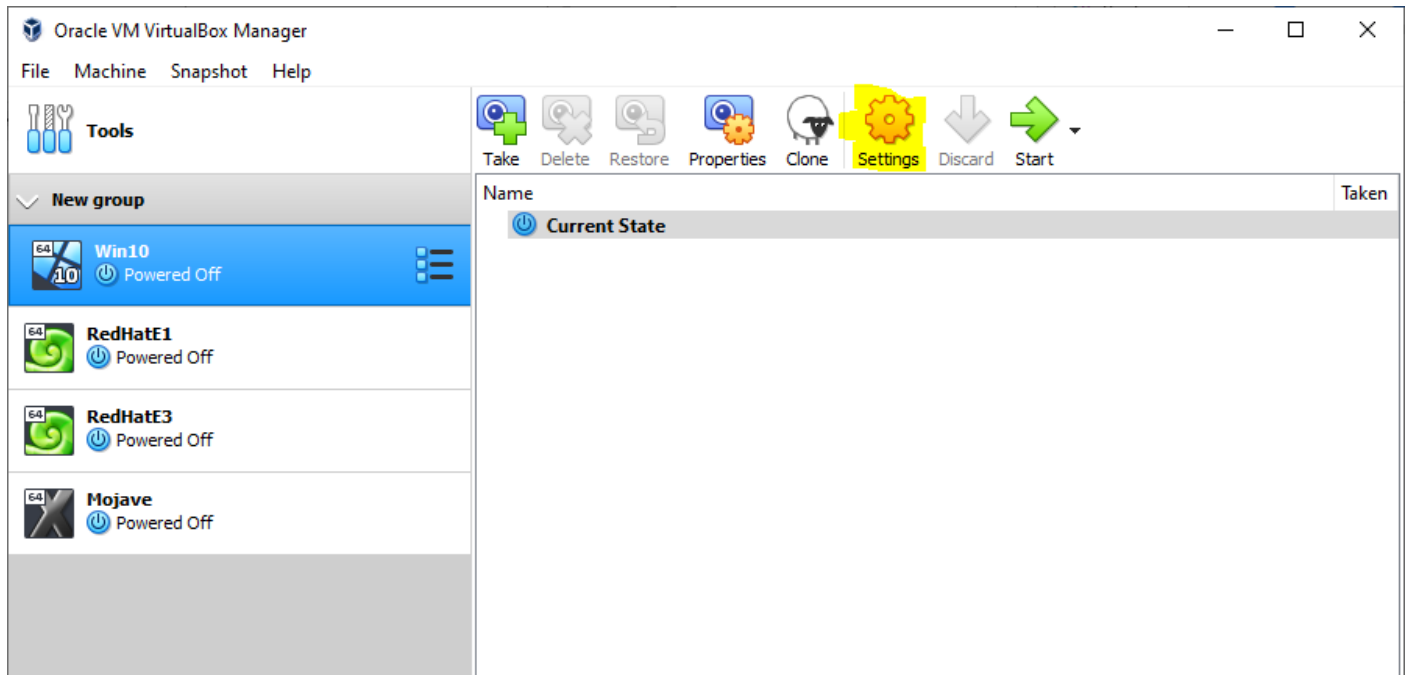 Oracle VM VirtualBox Manager
File Machine Snapshot Help
Tools
Take Delete Restore Properties Clone Settings Discard Start
New group
Name Taken
Current State
64 10 Win10
Powered Off
64 RedHatE1
Powered Off
64 RedHatE3
Powered Off
64 Mojave
Powered Off